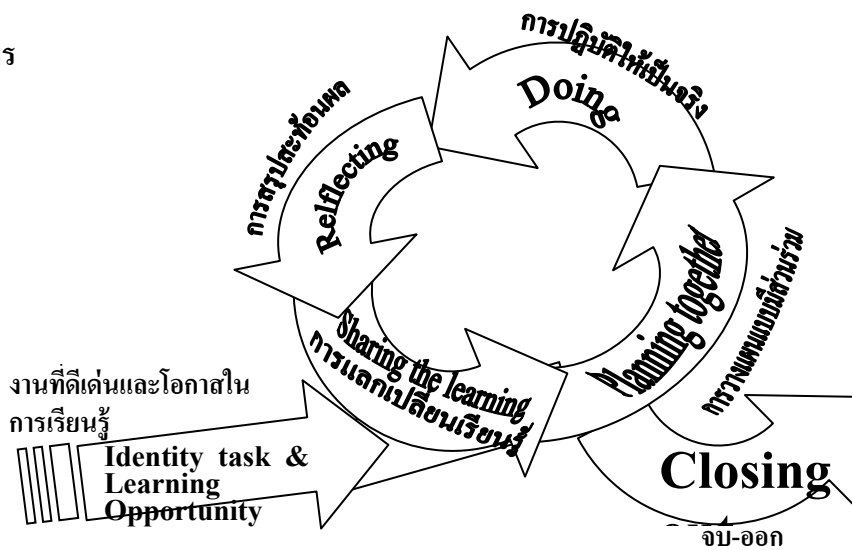 ร
การปฏิบัติให้เป็นจริง
Doing
การสรุปสะท้อนผล
Relflecting
Planning together
การวางแผนแบบมีส่วนร่วม
Sharing the learning
การแลกเปลี่ยนเรียนรู้
งานที่ดีเด่นและโอกาสใน
การเรียนรู้
Identity task &
Learning
Opportunity
Closing
จบ-ออก